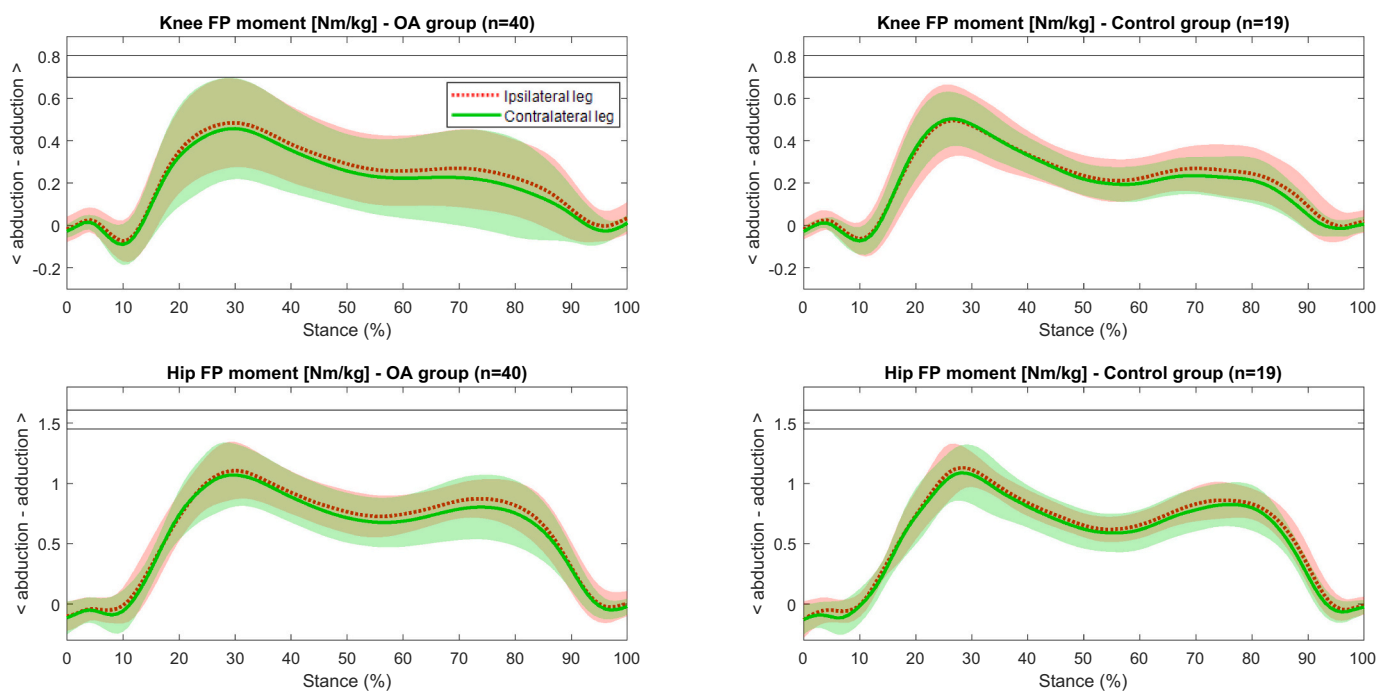 Knee FP moment [Nm/kg] - OA group (n=40)
< abduction - adduction >
0.8
0.6
0.4
0.2
0
-0.2
Ipsilateral leg
Contralateral leg
0 10 20 30 40 50 60 70 80 90 100
Stance (%)
Knee FP moment [Nm/kg] - Control group (n=19)
< abduction - adduction >
0.8
0.6
0.4
0.2
0
-0.2
0 10 20 30 40 50 60 70 80 90 100
Stance (%)
Hip FP moment [Nm/kg] - OA group (n=40)
< abduction - adduction >
1.5
1
0.5
0
0 10 20 30 40 50 60 70 80 90 100
Stance (%)
Hip FP moment [Nm/kg] - Control group (n=19)
< abduction - adduction >
1.5
1
0.5
0
0 10 20 30 40 50 60 70 80 90 100
Stance (%)